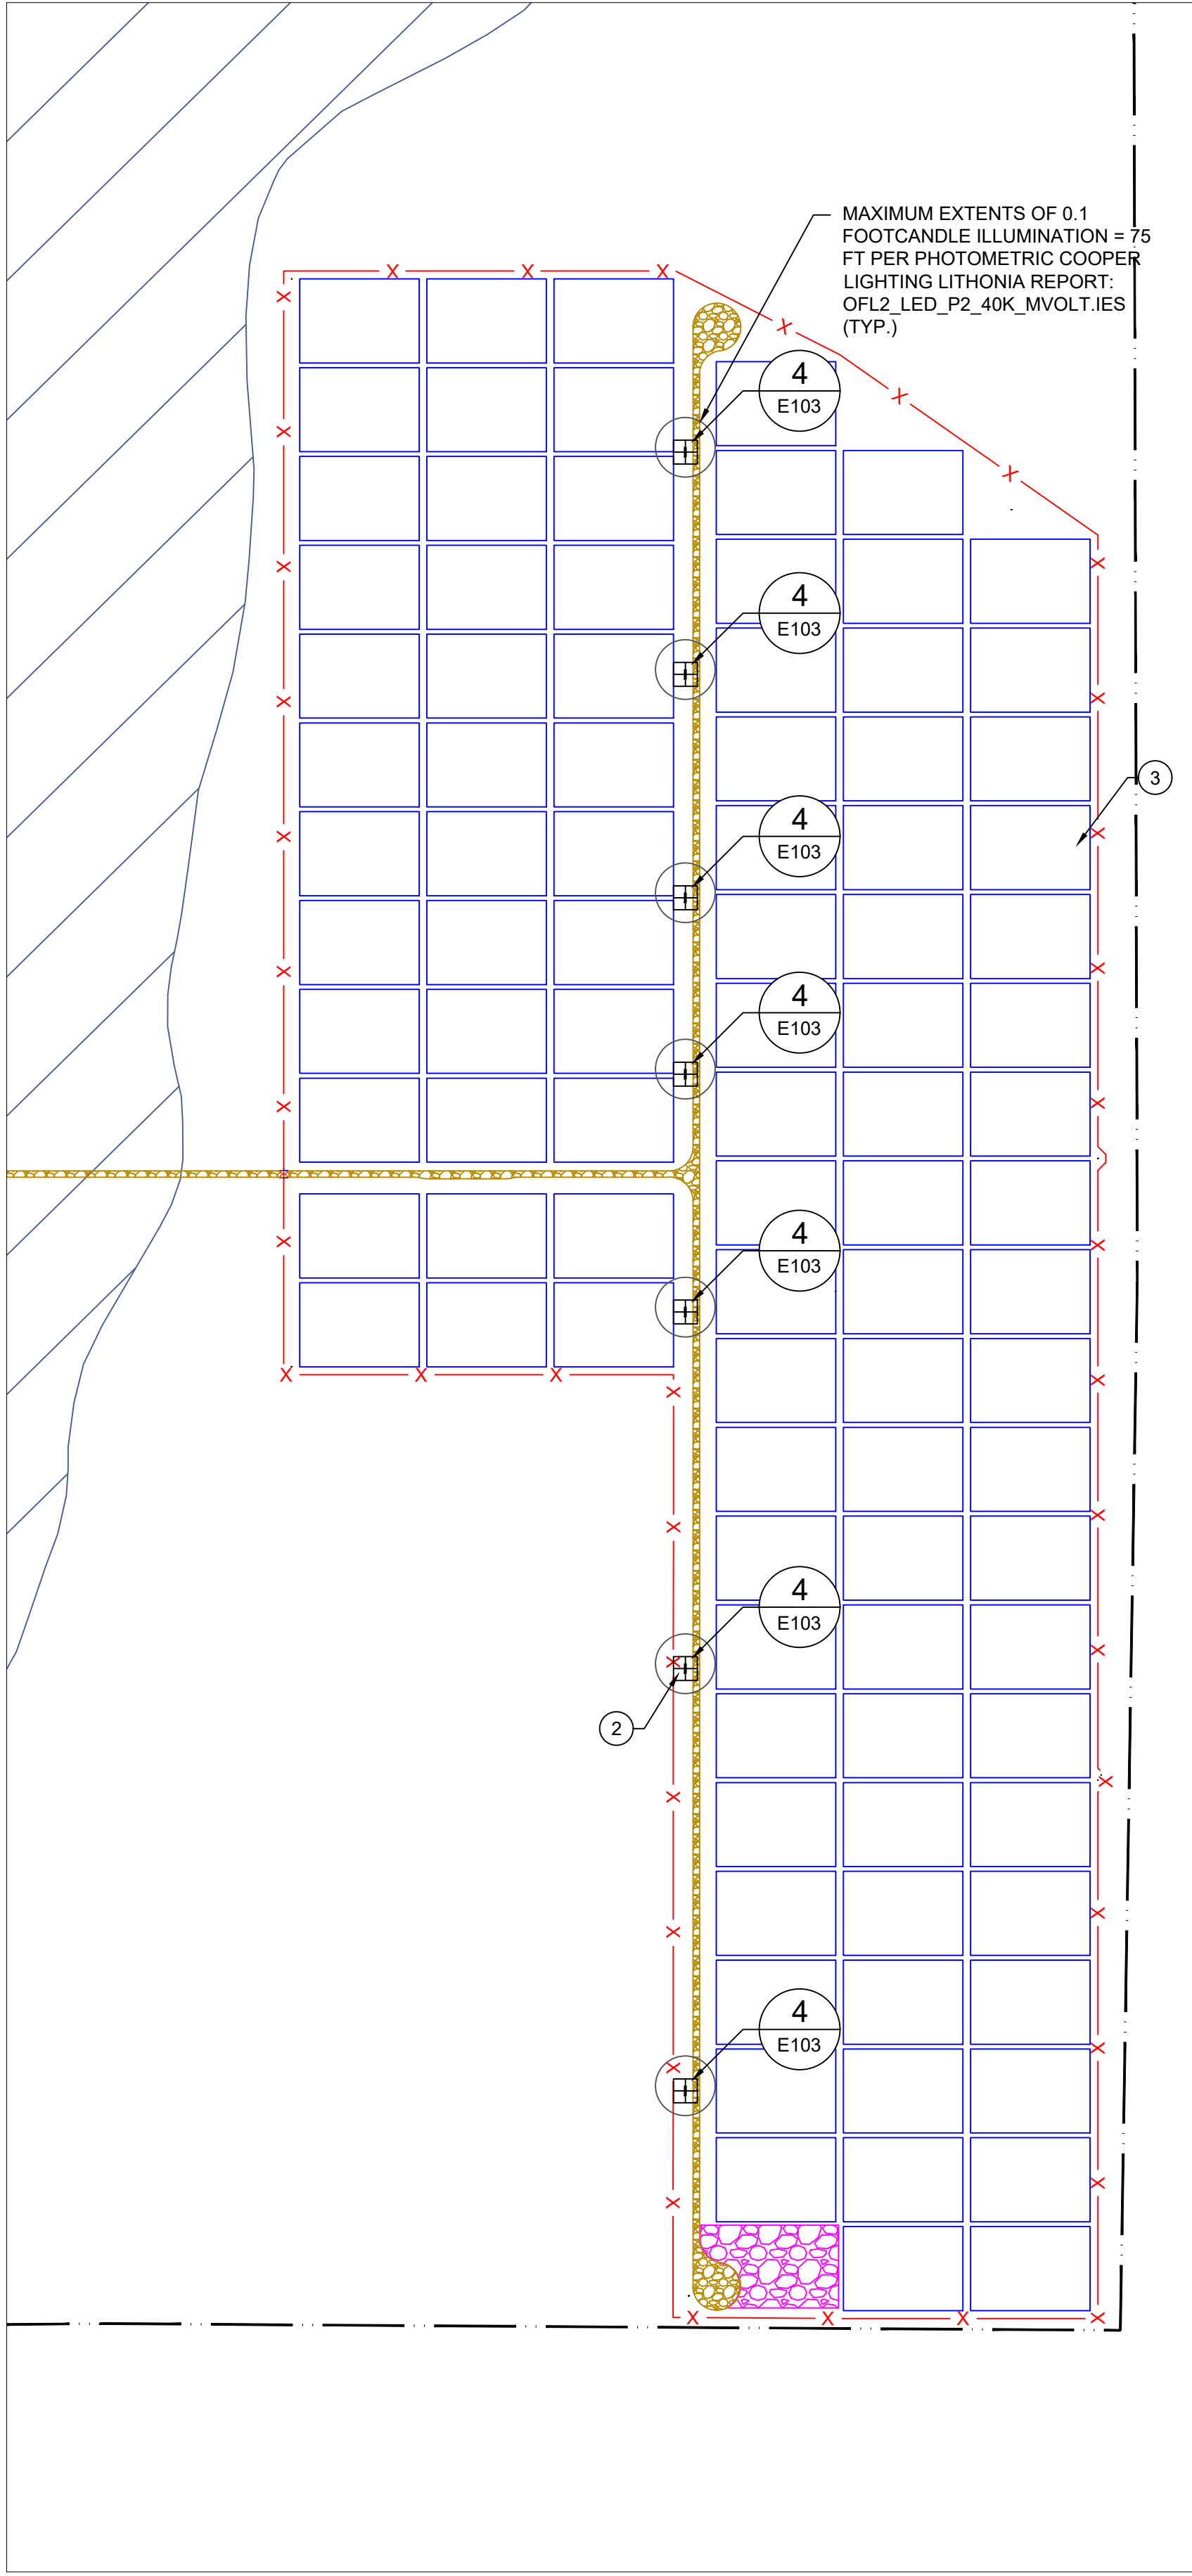 MAXIMUM EXTENTS OF 0.1
FOOTCANDLE ILLUMINATION = 75
FT PER PHOTOMETRIC COOPER
LIGHTING LITHONIA REPORT:
OFL2_LED_P2_40K_MVOLT.IES
(TYP.)
4
E103
4
E103
3
4
E103
4
E103
4
E103
4
E103
2
4
E103